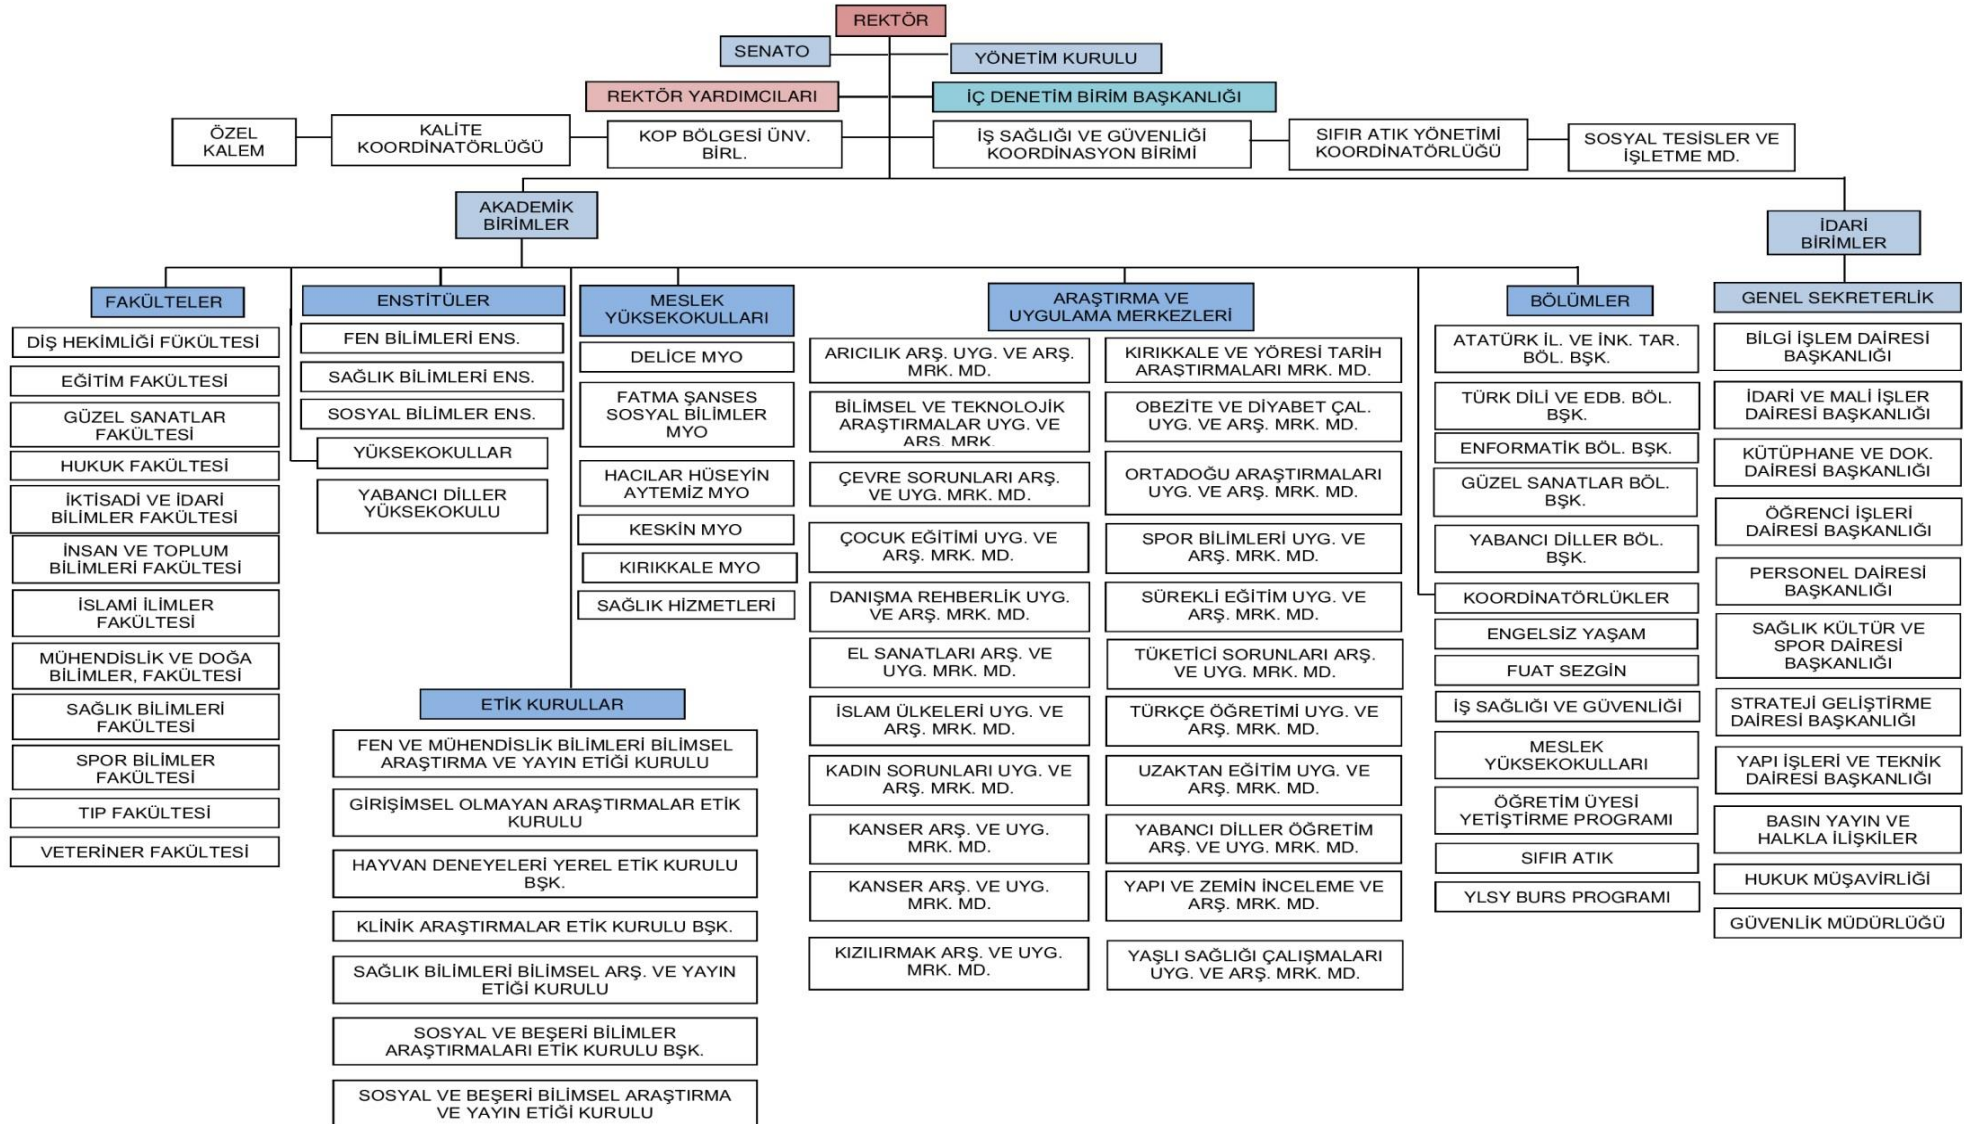 REKTÖR
SENATO
YÖNETİM KURULU
REKTÖR YARDIMCILARI
İÇ DENETİM BİRİM BAŞKANLIĞI
ÖZEL
KALEM
KALİTE
KOORDİNATÖRLÜĞÜ
KOP BÖLGESİ ÜNV.
BİRL.
İŞ SAĞLIĞI VE GÜVENLİĞİ
KOORDİNASYON BİRİMİ
SIFIR ATIK YÖNETİMİ
KOORDİNATÖRLÜĞÜ
SOSYAL TESİSLER VE
İŞLETME MD.
AKADEMİK
BİRİMLER
İDARİ
BİRİMLER
FAKÜLTELER
DİŞ HEKİMLİĞİ FÜKÜLTESİ
EĞİTİM FAKÜLTESİ
GÜZEL SANATLAR
FAKÜLTESİ
HUKUK FAKÜLTESİ
İKTİSADİ VE İDARİ
BİLİMLER FAKÜLTESİ
İNSAN VE TOPLUM
BİLİMLERİ FAKÜLTESİ
İSLAMİ İLİMLER
FAKÜLTESİ
MÜHENDİSLİK VE DOĞA
BİLİMLER, FAKÜLTESİ
SAĞLIK BİLİMLERİ
FAKÜLTESİ
SPOR BİLİMLER
FAKÜLTESİ
TIP FAKÜLTESİ
VETERİNER FAKÜLTESİ
ENSTİTÜLER
FEN BİLİMLERİ ENS.
SAĞLIK BİLİMLERİ ENS.
SOSYAL BİLİMLER ENS.
YÜKSEKOKULLAR
YABANCI DİLLER
YÜKSEKOKULU
MESLEK
YÜKSEKOKULLARI
DELİCE MYO
FATMA ŞANSES
SOSYAL BİLİMLER
MYO
HACILAR HÜSEYİN
AYTEMİZ MYO
KESKİN MYO
KIRIKKALE MYO
SAĞLIK HİZMETLERİ
ETİK KURULLAR
FEN VE MÜHENDİSLİK BİLİMLERİ BİLİMSEL
ARAŞTIRMA VE YAYIN ETİĞİ KURULU
GİRİŞİMSEL OLMAYAN ARAŞTIRMALAR ETİK
KURULU
HAYVAN DENEYELERİ YEREL ETİK KURULU
BŞK.
KLİNİK ARAŞTIRMALAR ETİK KURULU BŞK.
SAĞLIK BİLİMLERİ BİLİMSEL ARŞ. VE YAYIN
ETİĞİ KURULU
SOSYAL VE BEŞERİ BİLİMLER
ARAŞTIRMALARI ETİK KURULU BŞK.
SOSYAL VE BEŞERİ BİLİMSEL ARAŞTIRMA
VE YAYIN ETİĞİ KURULU
ARAŞTIRMA VE
UYGULAMA MERKEZLERİ
ARICILIK ARŞ. UYG. VE ARŞ.
MRK. MD.
BİLİMSEL VE TEKNOLOJİK
ARAŞTIRMALAR UYG. VE
ARŞ. MRK.
ÇEVRE SORUNLARI ARŞ.
VE UYG. MRK. MD.
ÇOCUK EĞİTİMİ UYG. VE
ARŞ. MRK. MD.
DANIŞMA REHBERLİK UYG.
VE ARŞ. MRK. MD.
EL SANATLARI ARŞ. VE
UYG. MRK. MD.
İSLAM ÜLKELERİ UYG. VE
ARŞ. MRK. MD.
KADIN SORUNLARI UYG. VE
ARŞ. MRK. MD.
KANSER ARŞ. VE UYG.
MRK. MD.
KANSER ARŞ. VE UYG.
MRK. MD.
KIZILIRMAK ARŞ. VE UYG.
MRK. MD.
KIRIKKALE VE YÖRESİ TARİH
ARAŞTIRMALARI MRK. MD.
OBEZİTE VE DİYABET ÇAL.
UYG. VE ARŞ. MRK. MD.
ORTADOĞU ARAŞTIRMALARI
UYG. VE ARŞ. MRK. MD.
SPOR BİLİMLERİ UYG. VE
ARŞ. MRK. MD.
SÜREKLİ EĞİTİM UYG. VE
ARŞ. MRK. MD.
TÜKETİCİ SORUNLARI ARŞ.
VE UYG. MRK. MD.
TÜRKÇE ÖĞRETİMİ UYG. VE
ARŞ. MRK. MD.
UZAKTAN EĞİTİM UYG. VE
ARŞ. MRK. MD.
YABANCI DİLLER ÖĞRETİM
ARŞ. VE UYG. MRK. MD.
YAPI VE ZEMİN İNCELEME VE
ARŞ. MRK. MD.
YAŞLI SAĞLIĞI ÇALIŞMALARI
UYG. VE ARŞ. MRK. MD.
BÖLÜMLER
ATATÜRK İL. VE İNK. TAR.
BÖL. BŞK.
TÜRK DİLİ VE EDB. BÖL.
BŞK.
ENFORMATİK BÖL. BŞK.
GÜZEL SANATLAR BÖL.
BŞK.
YABANCI DİLLER BÖL.
BŞK.
KOORDİNATÖRLÜKLER
ENGELSİZ YAŞAM
FUAT SEZGİN
İŞ SAĞLIĞI VE GÜVENLİĞİ
MESLEK
YÜKSEKOKULLARI
ÖĞRETİM ÜYESİ
YETİŞTİRME PROGRAMI
SIFIR ATIK
YLSY BURS PROGRAMI
GENEL SEKRETERLİK
BİLGİ İŞLEM DAİRESİ
BAŞKANLIĞI
İDARİ VE MALİ İŞLER
DAİRESİ BAŞKANLIĞI
KÜTÜPHANE VE DOK.
DAİRESİ BAŞKANLIĞI
ÖĞRENCİ İŞLERİ
DAİRESİ BAŞKANLIĞI
PERSONEL DAİRESİ
BAŞKANLIĞI
SAĞLIK KÜLTÜR VE
SPOR DAİRESİ
BAŞKANLIĞI
STRATEJİ GELİŞTİRME
DAİRESİ BAŞKANLIĞI
YAPI İŞLERİ VE TEKNİK
DAİRESİ BAŞKANLIĞI
BASIN YAYIN VE
HALKLA İLİŞKİLER
HUKUK MÜŞAVİRLİĞİ
GÜVENLİK MÜDÜRLÜĞÜ